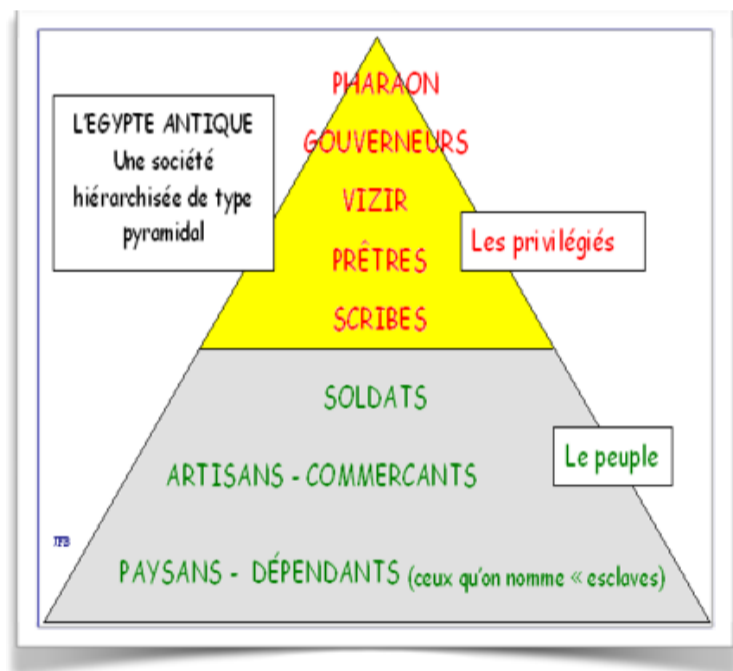 L'EGYPTE ANTIQUE
Une société
hiérarchisée de type
pyramidal
PHARAON
GOUVERNEURS
VIZIR
PRÊTRES
SCRIBES
Les privilégiés
SOLDATS
ARTISANS - COMMERCANTS
Le peuple
PAYSANS - DÉPENDANTS (ceux qu'on nomme « esclaves)